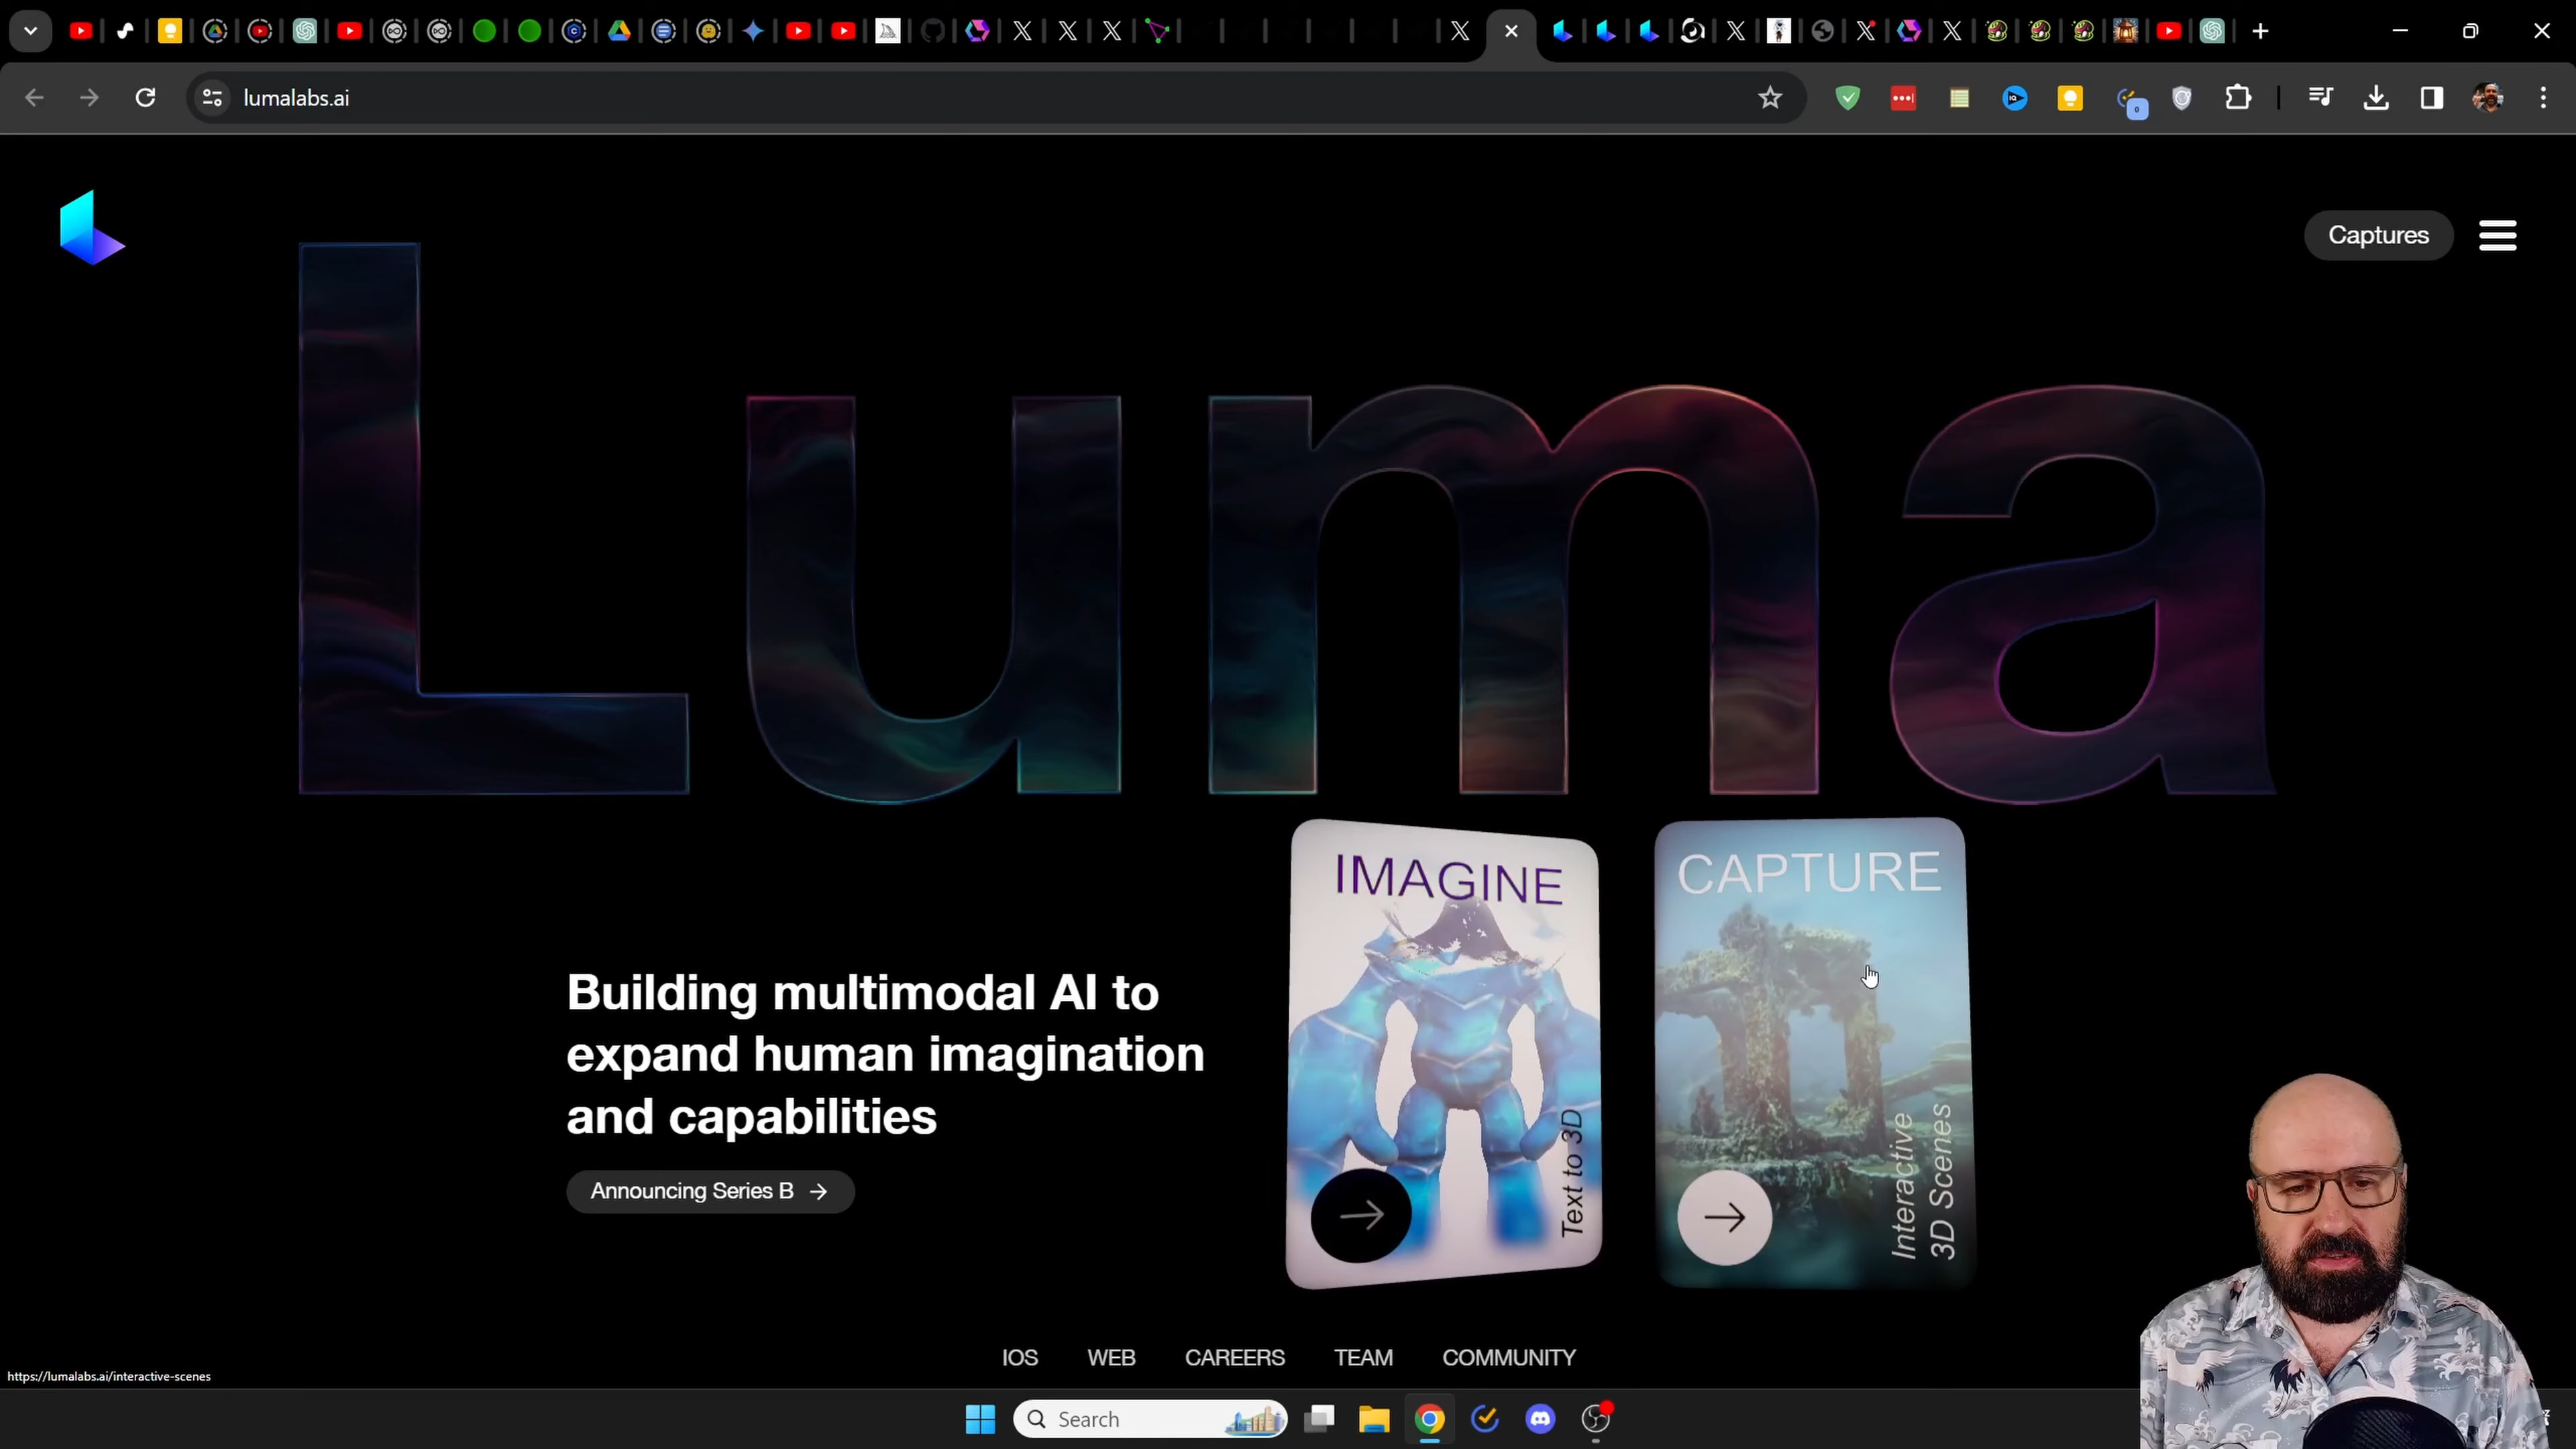 lumalabs.ai
Captures
Luma
IMAGINE
CAPTURE
Building multimodal AI to
expand human imagination
and capabilities
Announcing Series B
Text to 3D
Interactive
3D Scenes
IOS WEB CAREERS TEAM COMMUNITY
https://lumalabs.ai/interactive-scenes
Search